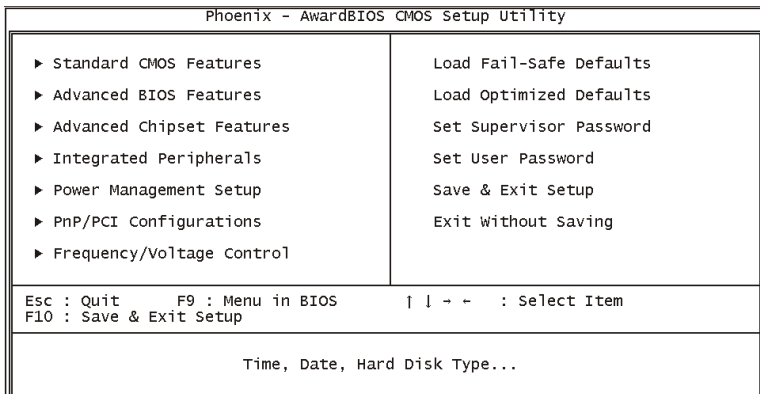 Phoenix - AwardBIOS CMOS Setup Utility
▶ Standard CMOS Features
▶ Advanced BIOS Features
▶ Advanced Chipset Features
▶ Integrated Peripherals
▶ Power Management Setup
▶ PnP/PCI Configurations
▶ Frequency/Voltage Control
Load Fail-Safe Defaults
Load Optimized Defaults
Set Supervisor Password
Set User Password
Save & Exit Setup
Exit Without Saving
Esc : Quit F9 : Menu in BIOS ↑ ↓ → ← : Select Item
F10 : Save & Exit Setup
Time, Date, Hard Disk Type...